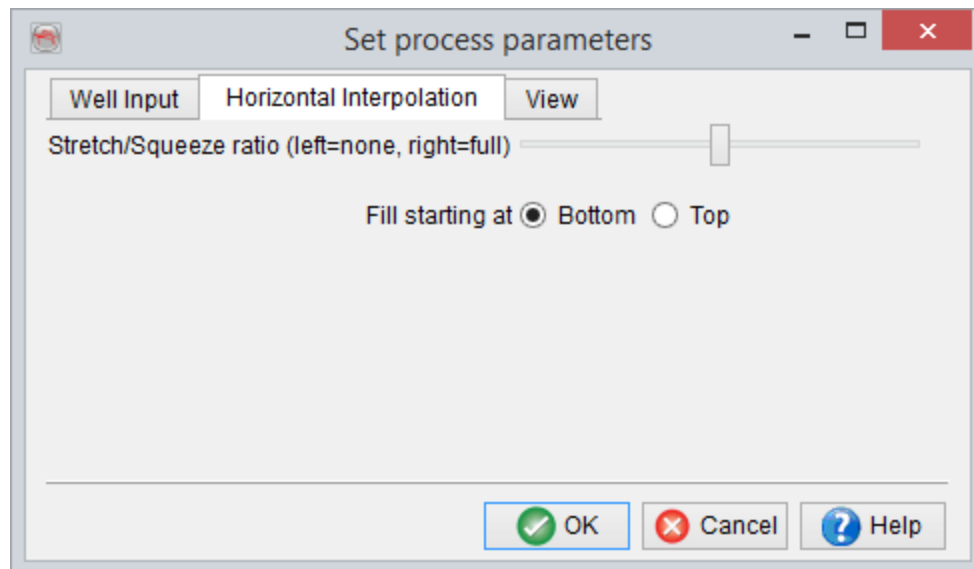 Set process parameters
Well Input Horizontal Interpolation View
Stretch/Squeeze ratio (left=none, right=full)
Fill starting at Bottom Top
OK Cancel Help